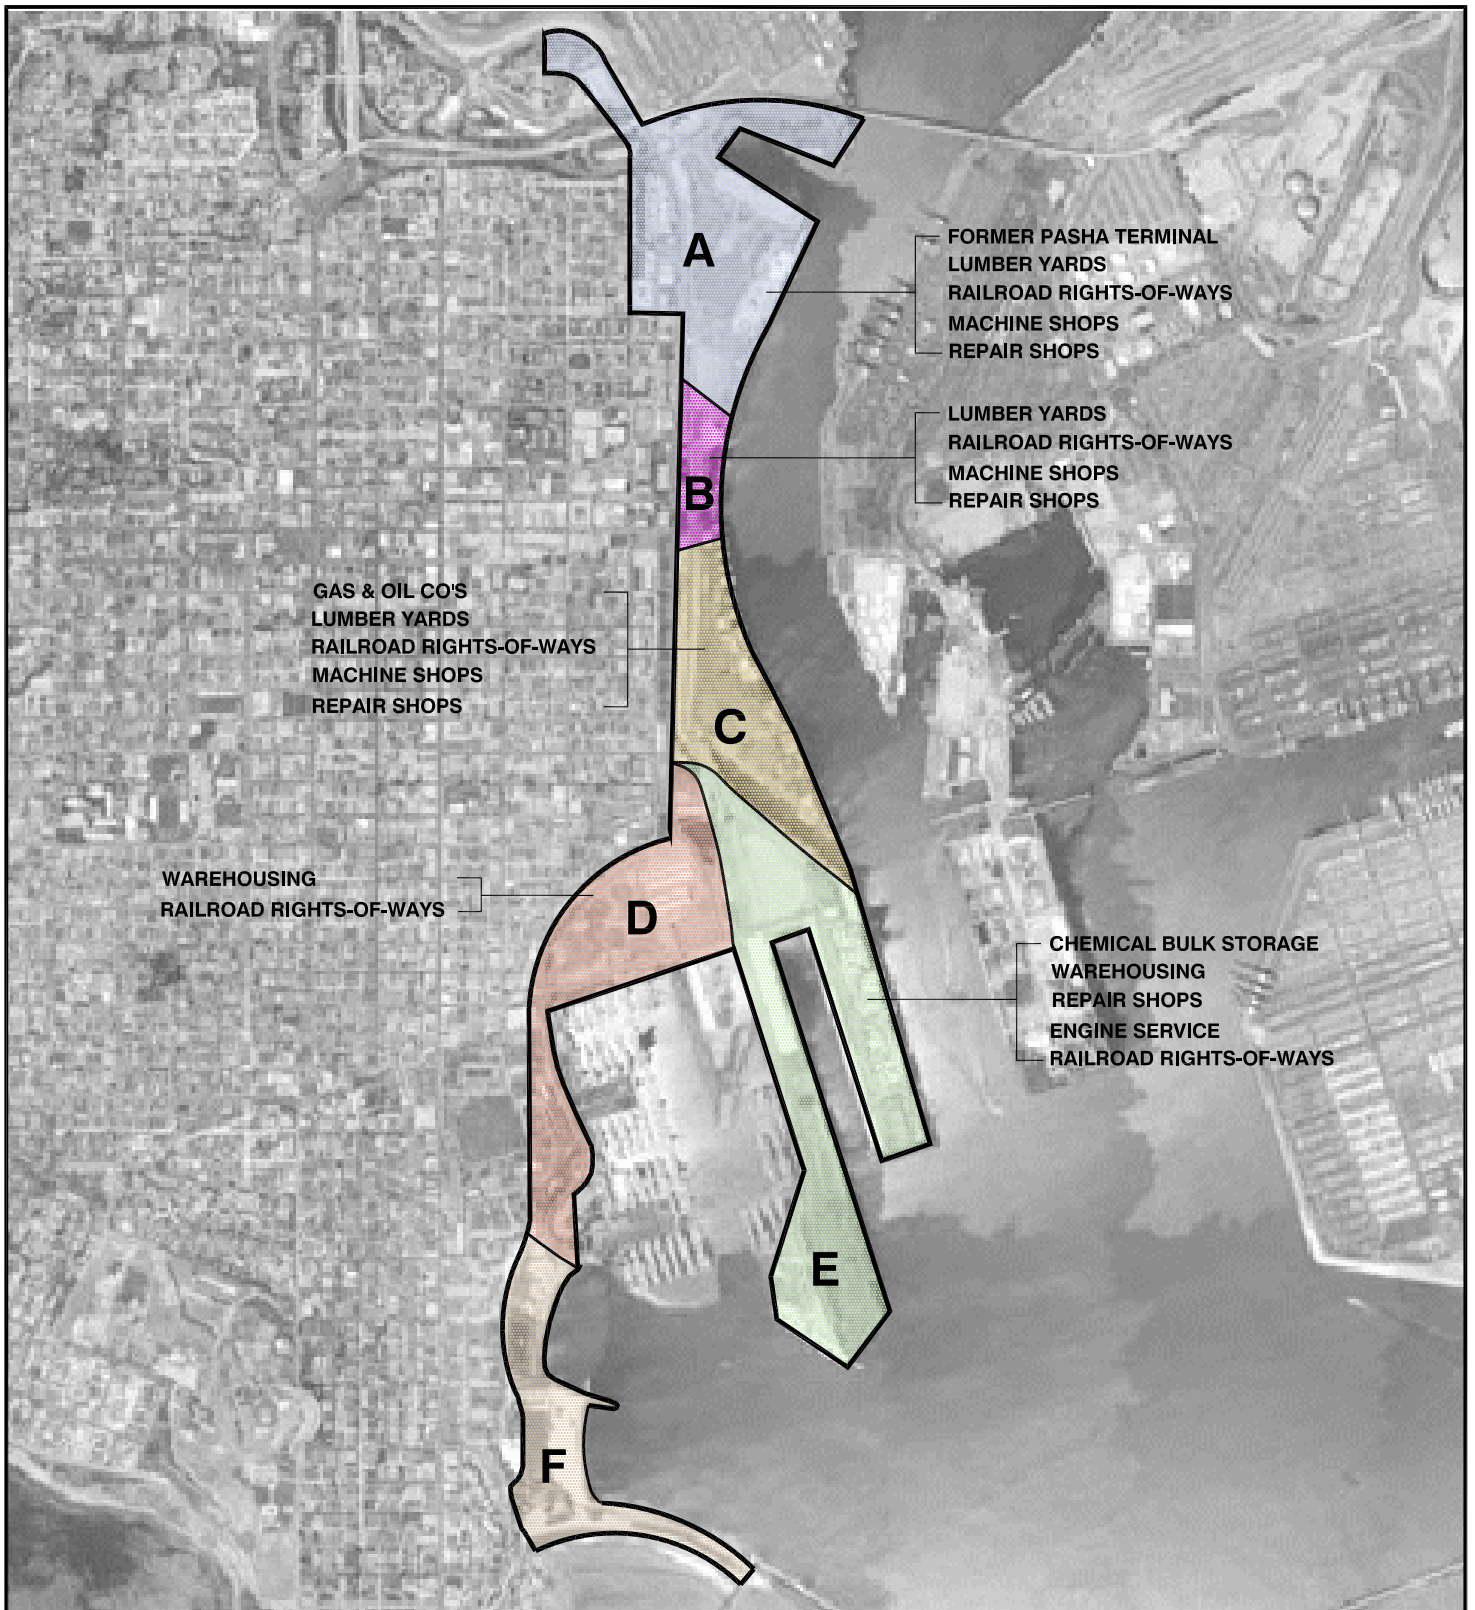 A
FORMER PASHA TERMINAL
LUMBER YARDS
RAILROAD RIGHTS-OF-WAYS
MACHINE SHOPS
REPAIR SHOPS
LUMBER YARDS
RAILROAD RIGHTS-OF-WAYS
MACHINE SHOPS
REPAIR SHOPS
B
GAS & OIL CO'S
LUMBER YARDS
RAILROAD RIGHTS-OF-WAYS
MACHINE SHOPS
REPAIR SHOPS
C
WAREHOUSING
RAILROAD RIGHTS-OF-WAYS
D
CHEMICAL BULK STORAGE
WAREHOUSING
REPAIR SHOPS
ENGINE SERVICE
RAILROAD RIGHTS-OF-WAYS
E
F